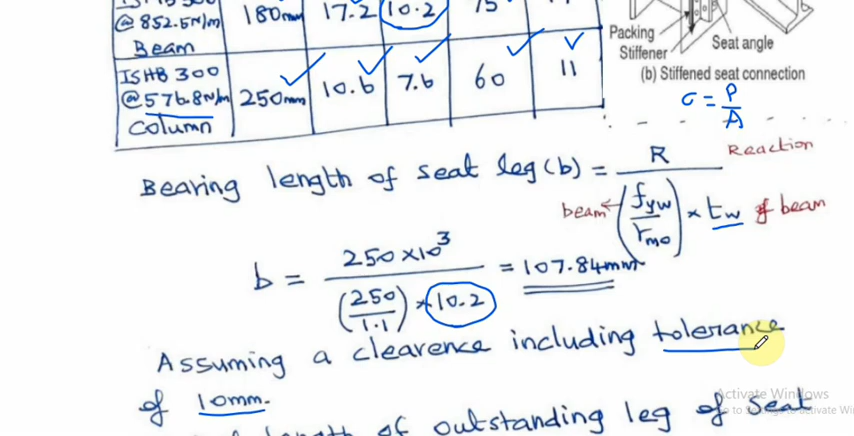 @ 852.5N/m
180mm
17.2
10.2
75
Beam
ISHB 300
@576.8N/m
250mm
10.6
7.6
60
11
Column
Packing
Stiffener
Seat angle
(b) Stiffened seat connection
σ = P/A
Bearing length of seat leg (b) = R / ((fyw/γmo) × tw)
Reaction
beam
of beam
b = 250×10³ / ((250/1.1) × 10.2) = 107.84mm
Assuming a clearence including tolerance
of 10mm.
length of outstanding leg of seat
Activate Windows